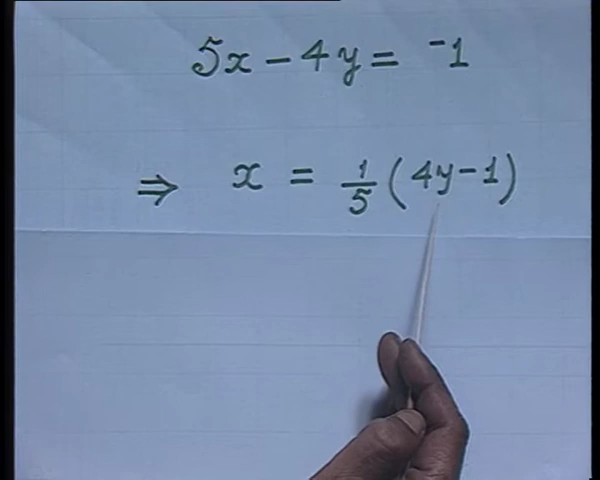 5x - 4y = ⁻1
⇒ x = 1/5 (4y - 1)